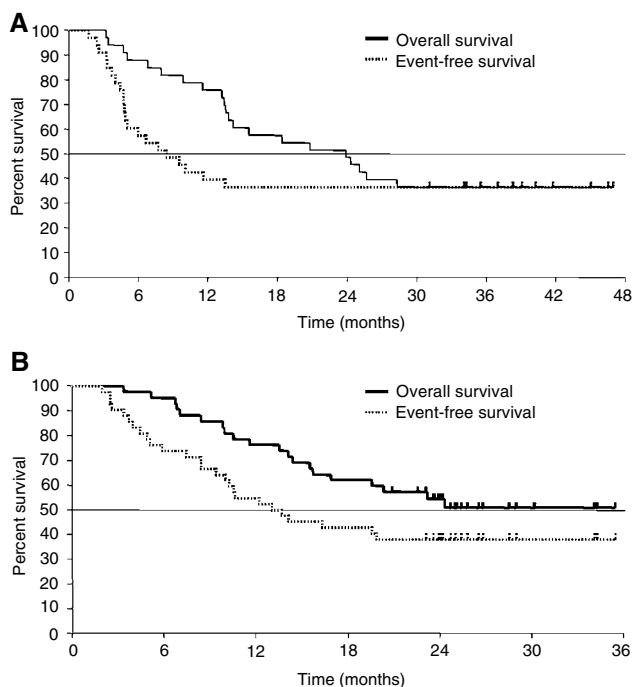 A
Percent survival
100
90
80
70
60
50
40
30
20
10
0
Overall survival
Event-free survival
0 6 12 18 24 30 36 42 48
Time (months)
B
Percent survival
100
90
80
70
60
50
40
30
20
10
0
Overall survival
Event-free survival
0 6 12 18 24 30 36
Time (months)